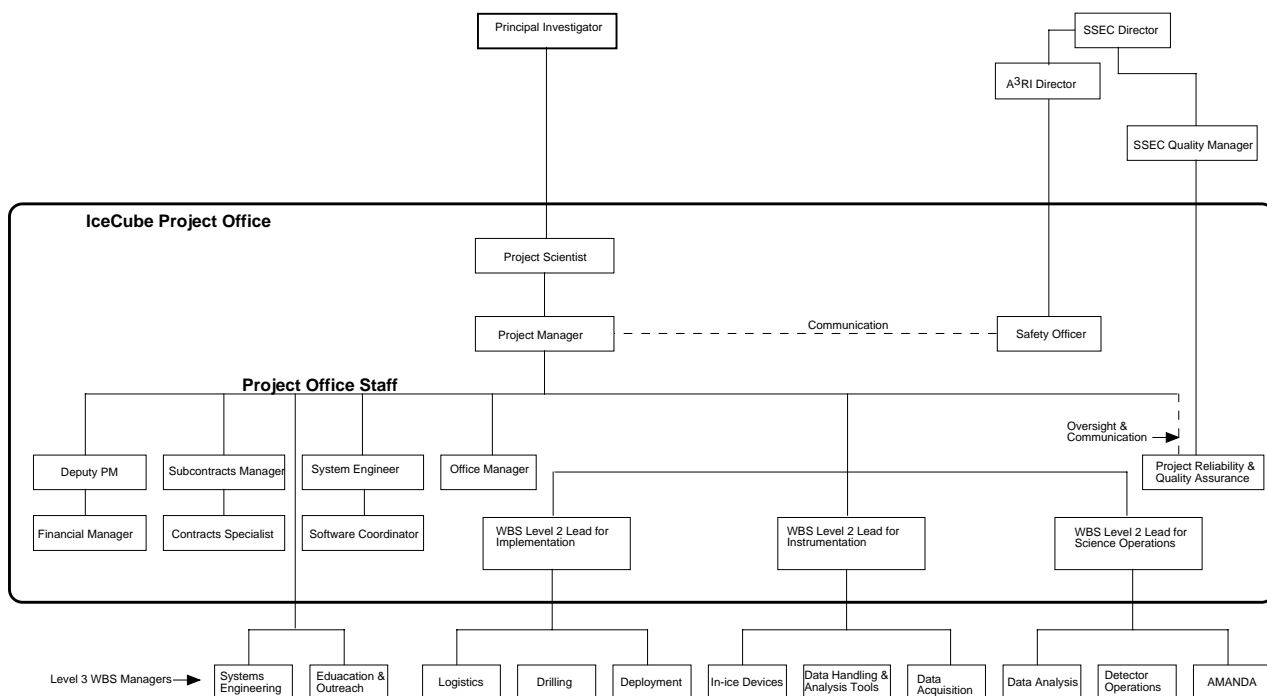 Principal Investigator
SSEC Director
A3RI Director
SSEC Quality Manager
IceCube Project Office
Project Scientist
Project Manager
Communication
Safety Officer
Project Office Staff
Oversight &
Communication
Deputy PM
Subcontracts Manager
System Engineer
Office Manager
Project Reliability &
Quality Assurance
Financial Manager
Contracts Specialist
Software Coordinator
WBS Level 2 Lead for
Implementation
WBS Level 2 Lead for
Instrumentation
WBS Level 2 Lead for
Science Operations
Level 3 WBS Managers
Systems
Engineering
Eduacation &
Outreach
Logistics
Drilling
Deployment
In-ice Devices
Data Handling &
Analysis Tools
Data
Acquisition
Data Analysis
Detector
Operations
AMANDA